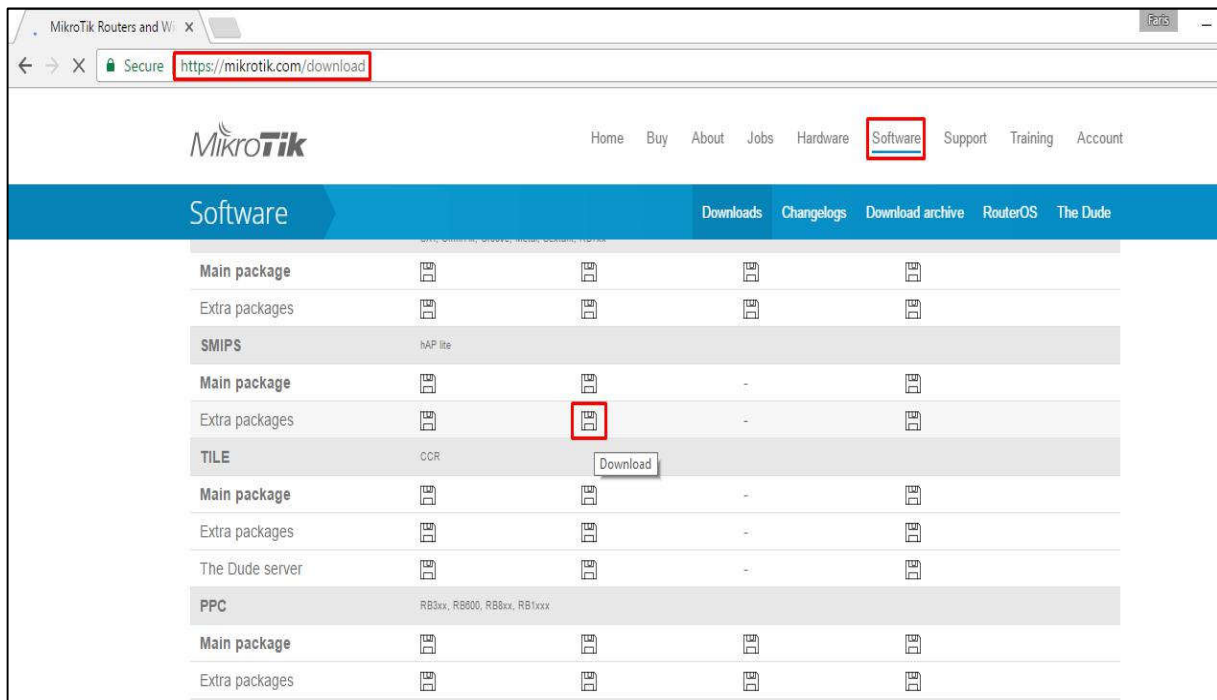 MikroTik Routers and Wi
Faris
Secure https://mikrotik.com/download
MikroTik
Home Buy About Jobs Hardware Software Support Training Account
Software
Downloads Changelogs Download archive RouterOS The Dude
Main package
Extra packages
SMIPS hAP lite
Main package -
Extra packages -
Download
TILE CCR
Main package -
Extra packages -
The Dude server -
PPC RB3xx, RB600, RB8xx, RB1xxx
Main package
Extra packages